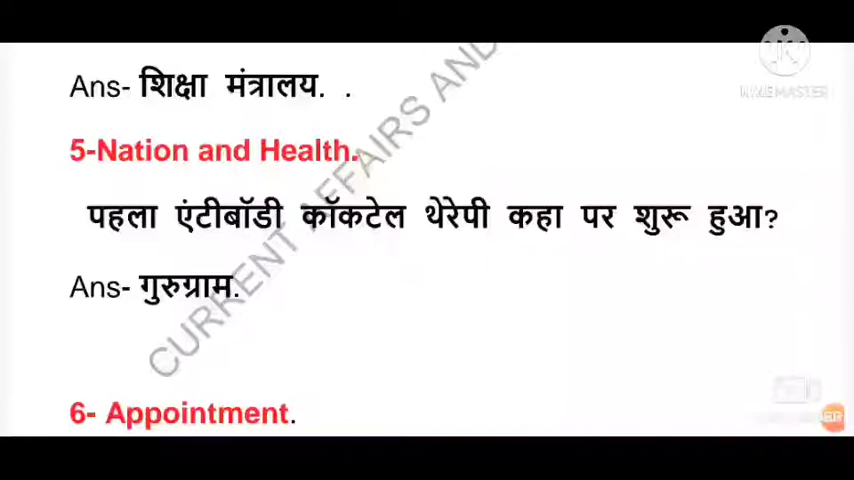 KINEMASTER
Ans- शिक्षा मंत्रालय. .
5-Nation and Health.
पहला एंटीबॉडी कॉकटेल थेरेपी कहा पर शुरू हुआ?
Ans- गुरुग्राम.
CURRENT AFFAIRS AND
6- Appointment.